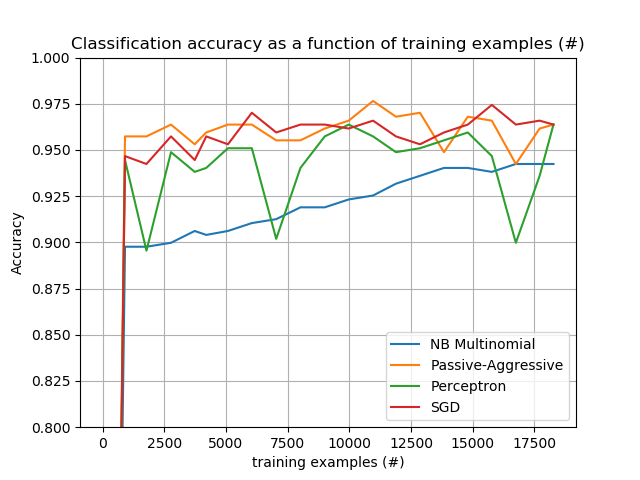 Classification accuracy as a function of training examples (#)
1.000
0.975
0.950
0.925
0.900
0.875
0.850
0.825
0.800
Accuracy
NB Multinomial
Passive-Aggressive
Perceptron
SGD
0 2500 5000 7500 10000 12500 15000 17500
training examples (#)